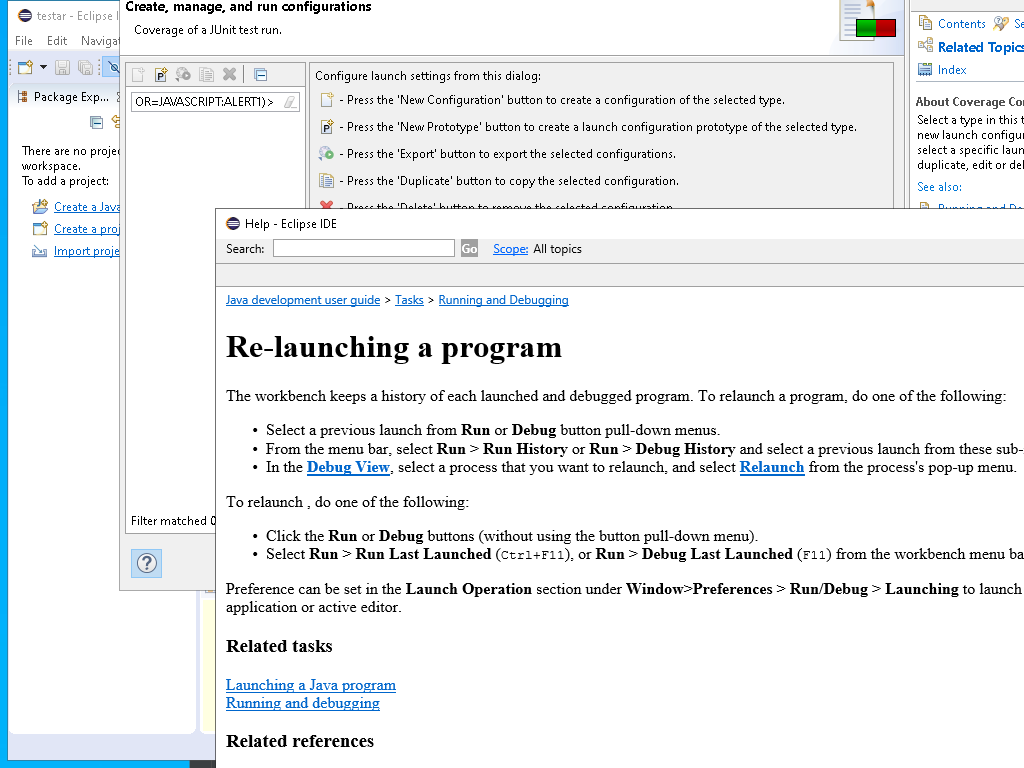 testar - Eclipse I
File Edit Navigat
Package Exp...
There are no projec
workspace.
To add a project:
Create a Java
Create a proj
Import proje
Create, manage, and run configurations
Coverage of a JUnit test run.
OR=JAVASCRIPT:ALERT1)>
Filter matched 0
Configure launch settings from this dialog:
- Press the 'New Configuration' button to create a configuration of the selected type.
- Press the 'New Prototype' button to create a launch configuration prototype of the selected type.
- Press the 'Export' button to export the selected configurations.
- Press the 'Duplicate' button to copy the selected configuration.
- Press the 'Delete' button to remove the selected configuration.
Contents Se
Related Topics
Index
About Coverage Co
Select a type in this t
new launch configu
select a specific laun
duplicate, edit or del
See also:
Running and De
Help - Eclipse IDE
Search: Go Scope: All topics
Java development user guide > Tasks > Running and Debugging
Re-launching a program
The workbench keeps a history of each launched and debugged program. To relaunch a program, do one of the following:
• Select a previous launch from Run or Debug button pull-down menus.
• From the menu bar, select Run > Run History or Run > Debug History and select a previous launch from these sub-
• In the Debug View, select a process that you want to relaunch, and select Relaunch from the process's pop-up menu.
To relaunch , do one of the following:
• Click the Run or Debug buttons (without using the button pull-down menu).
• Select Run > Run Last Launched (Ctrl+F11), or Run > Debug Last Launched (F11) from the workbench menu ba
Preference can be set in the Launch Operation section under Window>Preferences > Run/Debug > Launching to launch
application or active editor.
Related tasks
Launching a Java program
Running and debugging
Related references